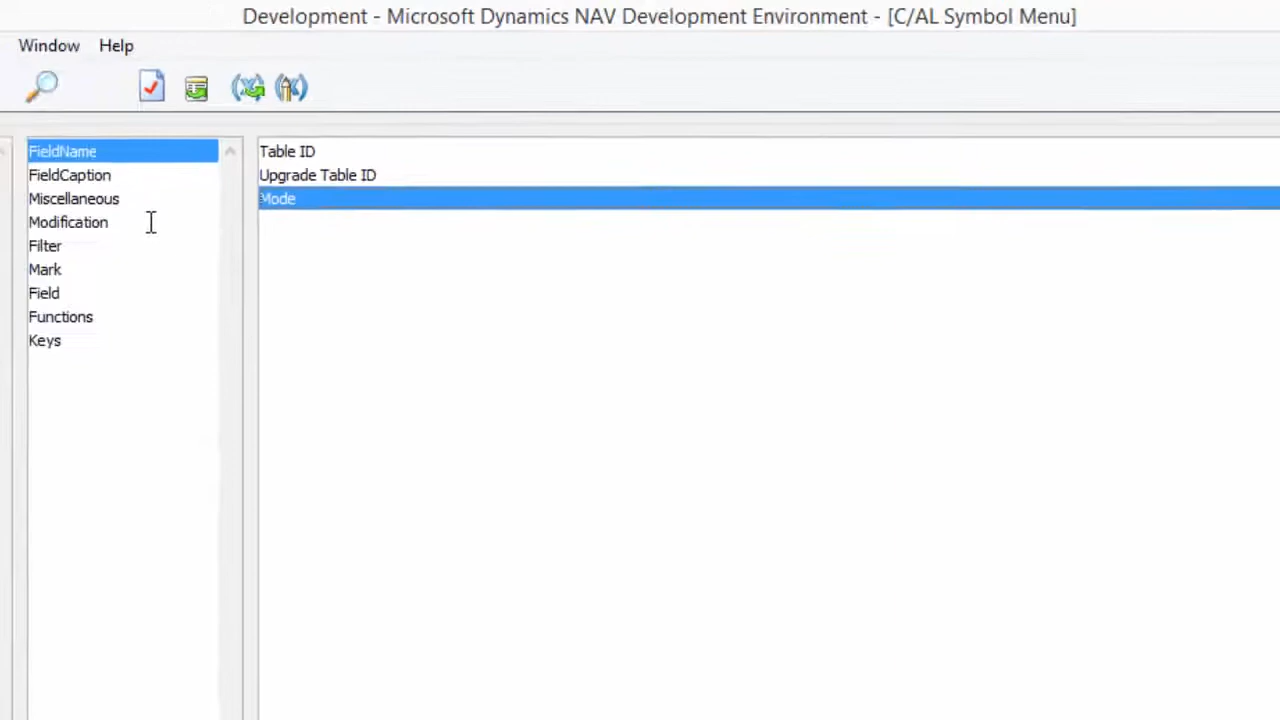 Development - Microsoft Dynamics NAV Development Environment - [C/AL Symbol Menu]
Window Help
FieldName
FieldCaption
Miscellaneous
Modification
Filter
Mark
Field
Functions
Keys
Table ID
Upgrade Table ID
Mode